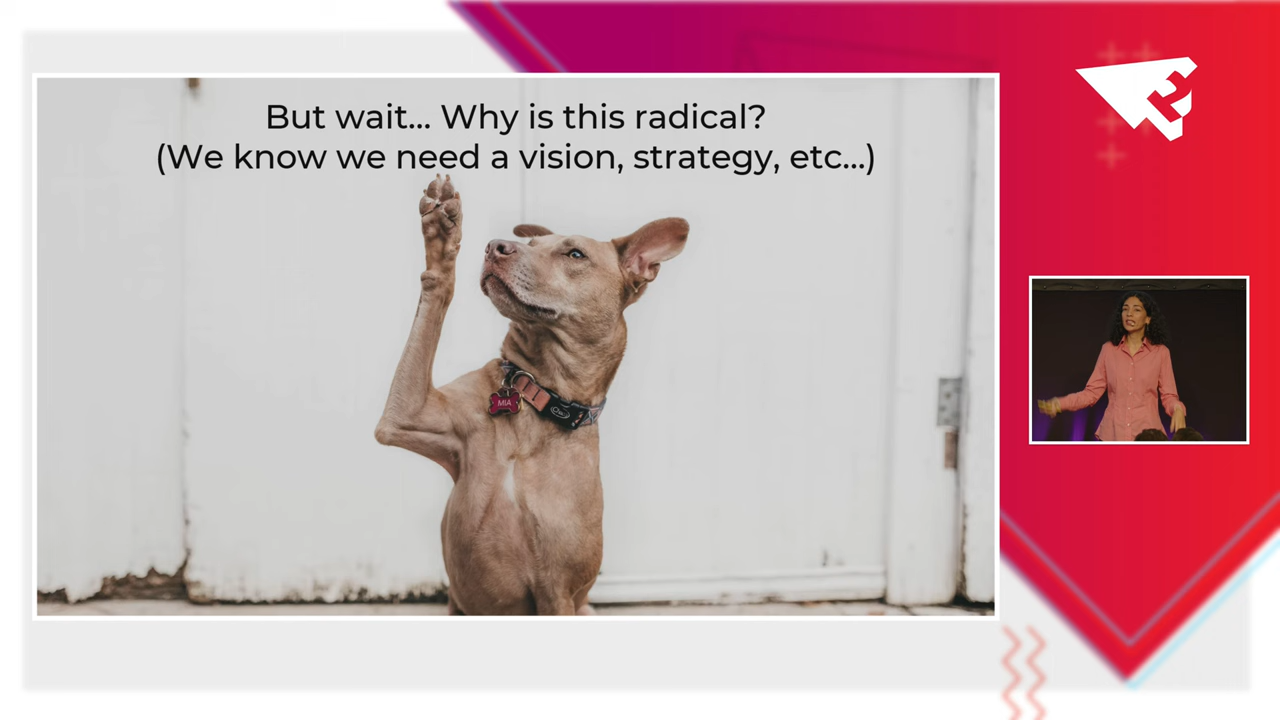 But wait... Why is this radical?
(We know we need a vision, strategy, etc...)
MIA